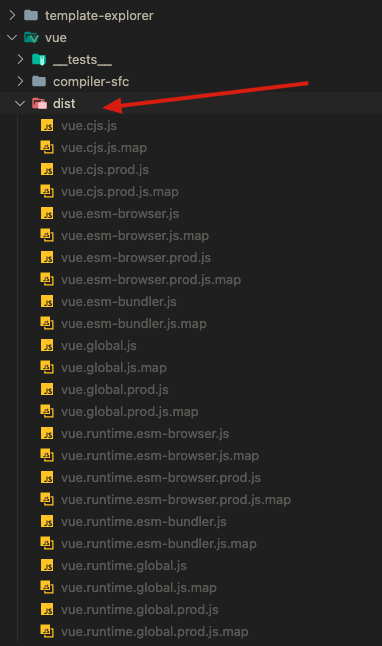 template-explorer
vue
__tests__
compiler-sfc
dist
vue.cjs.js
vue.cjs.js.map
vue.cjs.prod.js
vue.cjs.prod.js.map
vue.esm-browser.js
vue.esm-browser.js.map
vue.esm-browser.prod.js
vue.esm-browser.prod.js.map
vue.esm-bundler.js
vue.esm-bundler.js.map
vue.global.js
vue.global.js.map
vue.global.prod.js
vue.global.prod.js.map
vue.runtime.esm-browser.js
vue.runtime.esm-browser.js.map
vue.runtime.esm-browser.prod.js
vue.runtime.esm-browser.prod.js.map
vue.runtime.esm-bundler.js
vue.runtime.esm-bundler.js.map
vue.runtime.global.js
vue.runtime.global.js.map
vue.runtime.global.prod.js
vue.runtime.global.prod.js.map